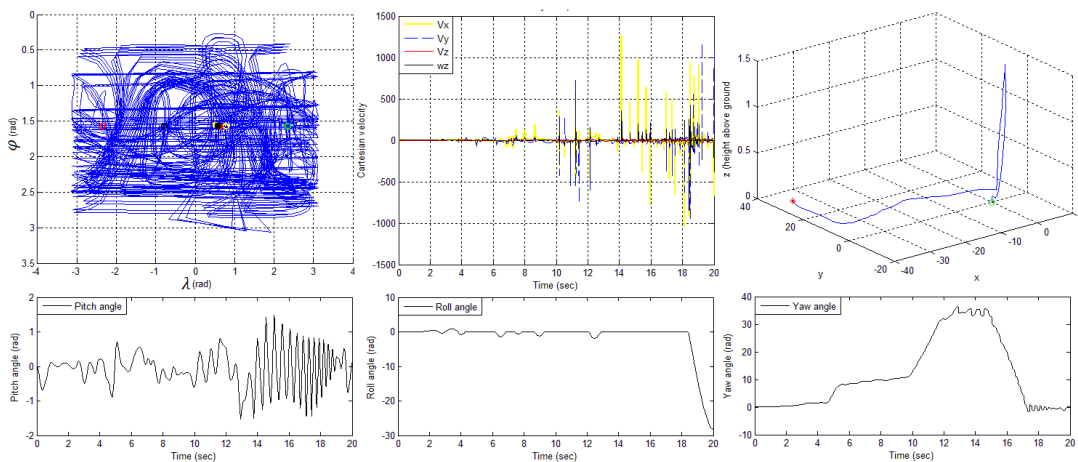 φ (rad)
0
0.5
1
1.5
2
2.5
3
3.5
-4 -3 -2 -1 0 1 2 3 4
λ (rad)
Cartesian velocity
1500
1000
500
0
-500
-1000
-1500
Vx
Vy
Vz
wz
0 2 4 6 8 10 12 14 16 18 20
Time (sec)
z (height above ground
1.5
1
0.5
0
40
20
0
-20
y
-40
-30
-20
-10
0
x
Pitch angle (rad)
2
1
0
-1
-2
Pitch angle
0 2 4 6 8 10 12 14 16 18 20
Time (sec)
Roll angle (rad)
10
0
-10
-20
-30
Roll angle
0 2 4 6 8 10 12 14 16 18 20
Time (sec)
Yaw angle (rad)
40
30
20
10
0
-10
Yaw angle
0 2 4 6 8 10 12 14 16 18 20
Time (sec)